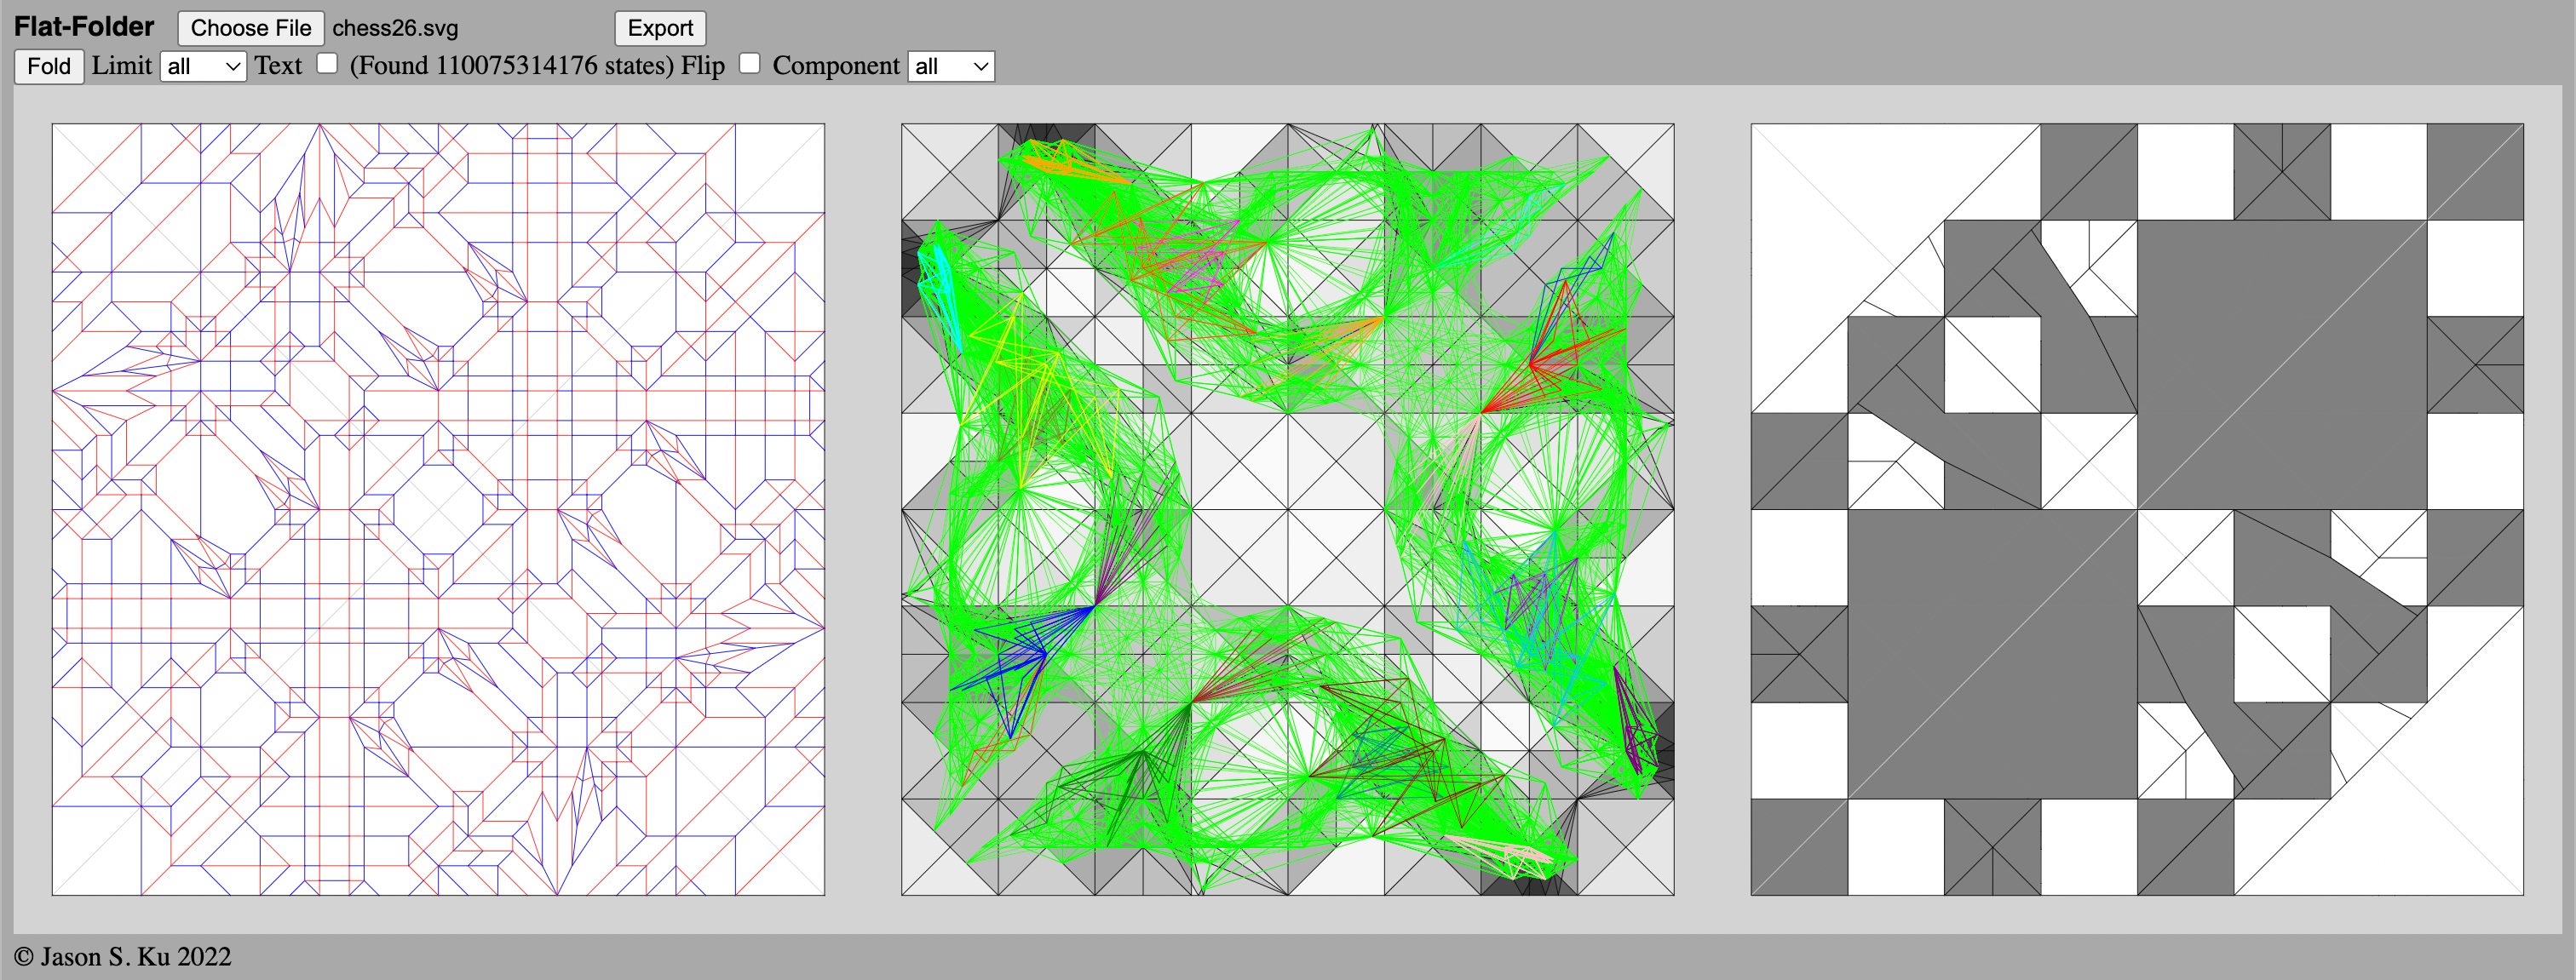 Flat-Folder Choose File chess26.svg Export
Fold Limit all Text (Found 110075314176 states) Flip Component all
© Jason S. Ku 2022